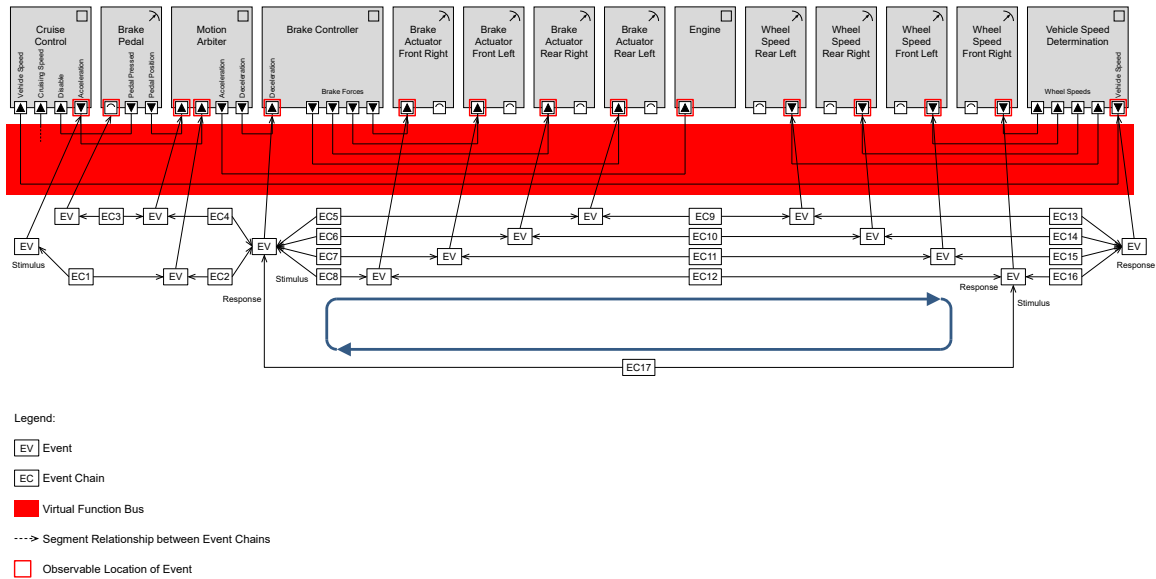 Cruise
Control
Brake
Pedal
Motion
Arbiter
Brake Controller
Brake
Actuator
Front Right
Brake
Actuator
Front Left
Brake
Actuator
Rear Right
Brake
Actuator
Rear Left
Engine
Wheel
Speed
Rear Left
Wheel
Speed
Rear Right
Wheel
Speed
Front Left
Wheel
Speed
Front Right
Vehicle Speed
Determination
Vehicle Speed
Cruising Speed
Disable
Acceleration
Pedal Pressed
Pedal Position
Acceleration
Deceleration
Deceleration
Brake Forces
Wheel Speeds
Vehicle Speed
EV
EC3
EV
EC4
EC5
EV
EC9
EV
EC13
EV
Stimulus
EV
EC6
EV
EC10
EV
EC14
EV
Response
EC7
EV
EC11
EV
EC15
EC1
EV
EC2
Response
Stimulus
EC8
EV
EC12
Response
EV
Stimulus
EC16
EC17
Legend:
EV Event
EC Event Chain
Virtual Function Bus
Segment Relationship between Event Chains
Observable Location of Event